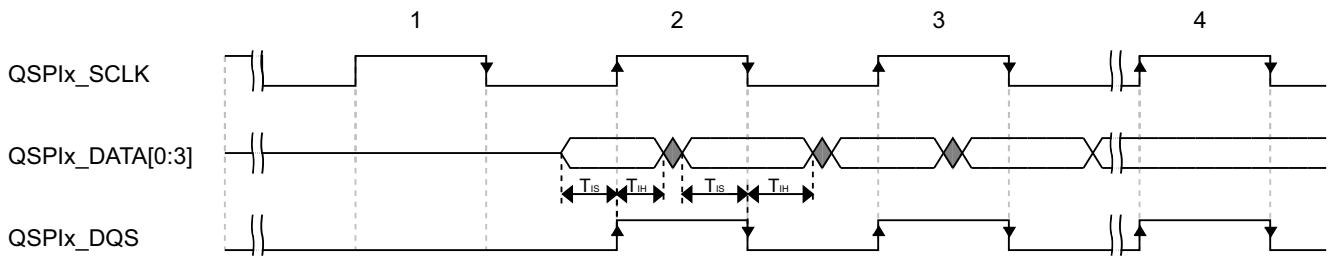 1 2 3 4
QSPIx_SCLK
QSPIx_DATA[0:3]
TIS TIH TIS TIH
QSPIx_DQS